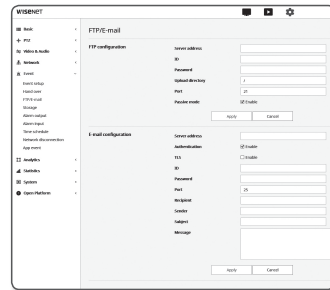 WISENET
Basic
PTZ
Video & Audio
Network
Event
Event setup
Hand over
FTP/E-mail
Storage
Alarm output
Alarm input
Time schedule
Network disconnection
App event
Analytics
Statistics
System
Open Platform
FTP/E-mail
FTP configuration
Server address
ID
Password
Upload directory /
Port 21
Passive mode Enable
Apply Cancel
E-mail configuration
Server address
Authentication Enable
TLS Enable
ID
Password
Port 25
Recipient
Sender
Subject
Message
Apply Cancel